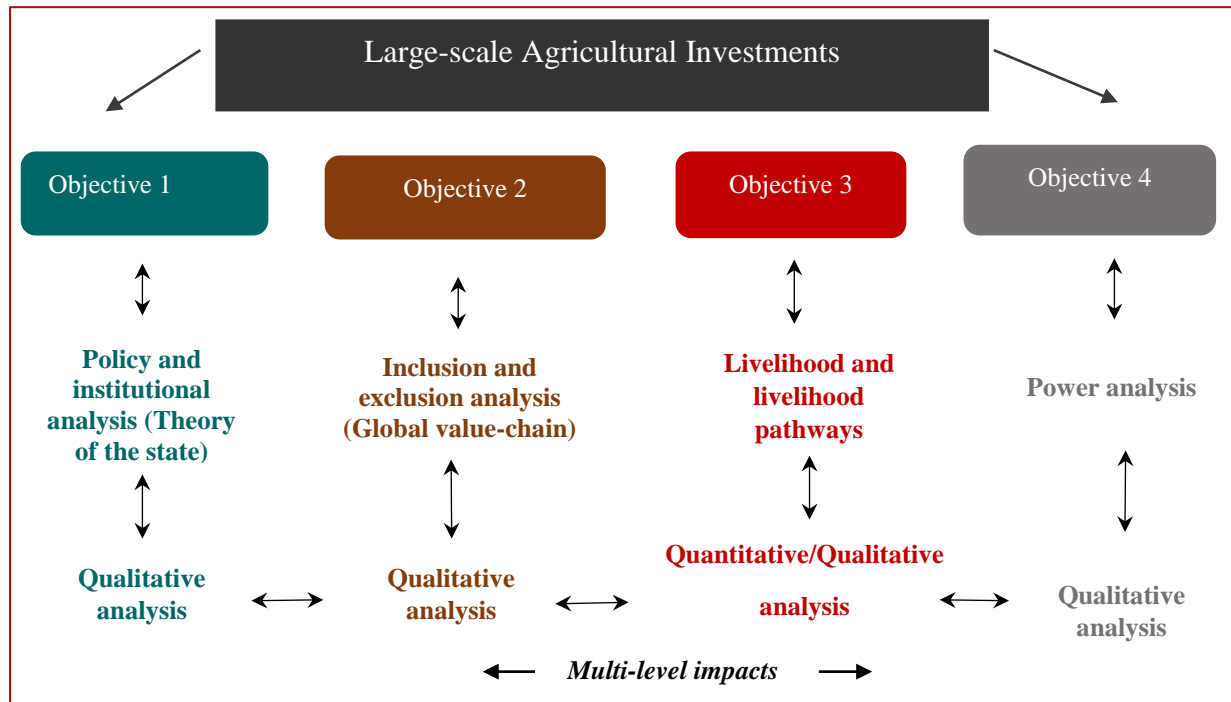 Large-scale Agricultural Investments
Objective 1
Objective 2
Objective 3
Objective 4
Policy and
institutional
analysis (Theory
of the state)
Inclusion and
exclusion analysis
(Global value-chain)
Livelihood and
livelihood
pathways
Power analysis
Qualitative
analysis
Qualitative
analysis
Quantitative/Qualitative
analysis
Qualitative
analysis
Multi-level impacts